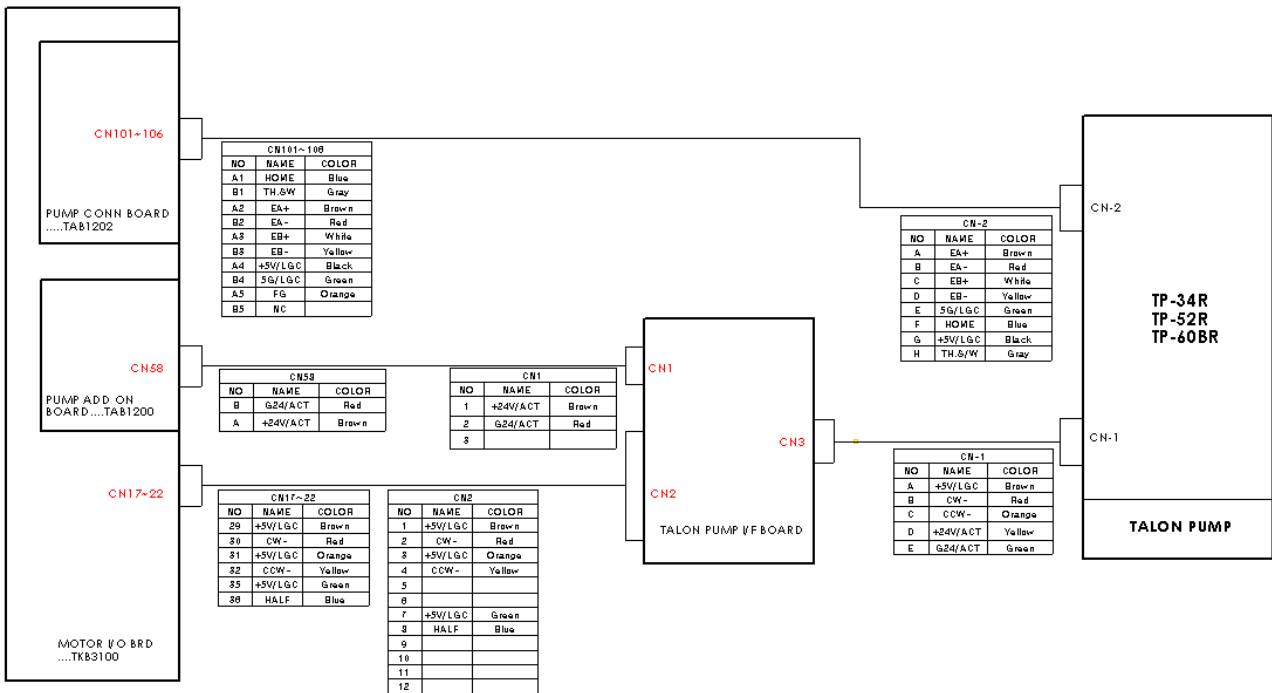 CN101~106
PUMP CONN BOARD
.....TAB1202
CN101~106
NO NAME COLOR
A1 HOME Blue
B1 TH.S/W Gray
A2 EA+ Brown
B2 EA- Red
A3 EB+ White
B3 EB- Yellow
A4 +5V/LGC Black
B4 5G/LGC Green
A5 FG Orange
B5 NC
CN-2
CN-2
NO NAME COLOR
A EA+ Brown
B EA- Red
C EB+ White
D EB- Yellow
E 5G/LGC Green
F HOME Blue
G +5V/LGC Black
H TH.S/W Gray
TP-34R
TP-52R
TP-60BR
CN58
PUMP ADD ON
BOARD....TAB1200
CN58
NO NAME COLOR
B G24/ACT Red
A +24V/ACT Brown
CN1
NO NAME COLOR
1 +24V/ACT Brown
2 G24/ACT Red
3
CN1
CN3
CN2
TALON PUMP I/F BOARD
CN-1
CN-1
NO NAME COLOR
A +5V/LGC Brown
B CW- Red
C CCW- Orange
D +24V/ACT Yellow
E G24/ACT Green
TALON PUMP
CN17~22
CN17~22
NO NAME COLOR
29 +5V/LGC Brown
30 CW- Red
31 +5V/LGC Orange
32 CCW- Yellow
35 +5V/LGC Green
36 HALF Blue
CN2
NO NAME COLOR
1 +5V/LGC Brown
2 CW- Red
3 +5V/LGC Orange
4 CCW- Yellow
5
6
7 +5V/LGC Green
8 HALF Blue
9
10
11
12
MOTOR I/O BRD
....TKB3100